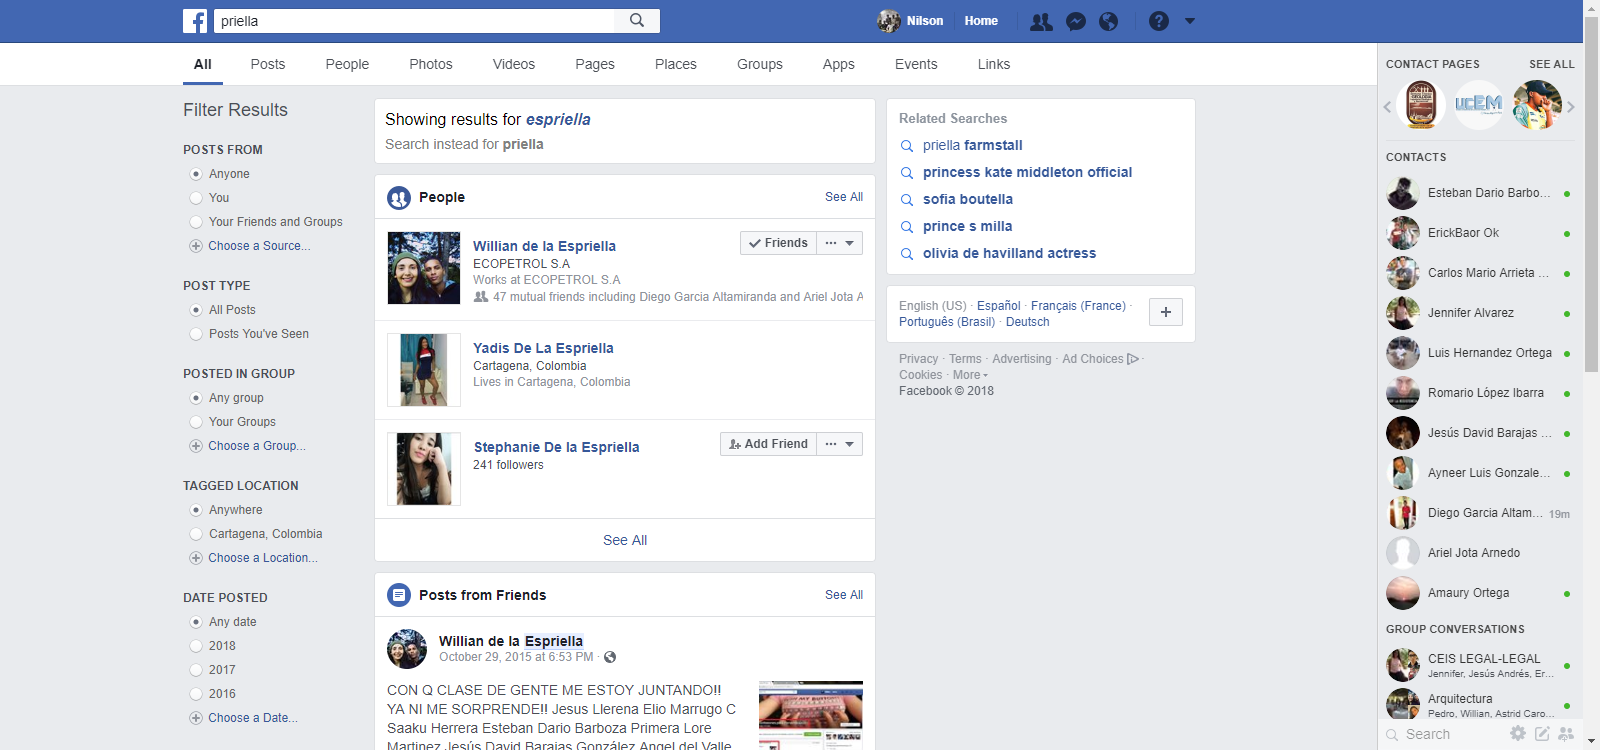 priella
Nilson
Home
All
Posts
People
Photos
Videos
Pages
Places
Groups
Apps
Events
Links
Filter Results
POSTS FROM
Anyone
You
Your Friends and Groups
Choose a Source...
POST TYPE
All Posts
Posts You've Seen
POSTED IN GROUP
Any group
Your Groups
Choose a Group...
TAGGED LOCATION
Anywhere
Cartagena, Colombia
Choose a Location...
DATE POSTED
Any date
2018
2017
2016
Choose a Date...
Showing results for espriella
Search instead for priella
People
See All
Willian de la Espriella
Friends
ECOPETROL S.A
Works at ECOPETROL S.A
47 mutual friends including Diego Garcia Altamiranda and Ariel Jota A
Yadis De La Espriella
Cartagena, Colombia
Lives in Cartagena, Colombia
Stephanie De la Espriella
Add Friend
241 followers
See All
Posts from Friends
See All
Willian de la Espriella
October 29, 2015 at 6:53 PM ·
CON Q CLASE DE GENTE ME ESTOY JUNTANDO!!
YA NI ME SORPRENDE!! Jesus Llerena Elio Marrugo C
Saaku Herrera Esteban Dario Barboza Primera Lore
Martinez Jesús David Barajas González Angel del Valle
Related Searches
priella farmstall
princess kate middleton official
sofia boutella
prince s milla
olivia de havilland actress
English (US) · Español · Français (France) ·
Português (Brasil) · Deutsch
Privacy · Terms · Advertising · Ad Choices ·
Cookies · More
Facebook © 2018
CONTACT PAGES
SEE ALL
UCEM
CONTACTS
Esteban Dario Barbo...
ErickBaor Ok
Carlos Mario Arrieta ...
Jennifer Alvarez
Luis Hernandez Ortega
Romario López Ibarra
Jesús David Barajas ...
Ayneer Luis Gonzale...
Diego Garcia Altam... 19m
Ariel Jota Arnedo
Amaury Ortega
GROUP CONVERSATIONS
CEIS LEGAL-LEGAL
Jennifer, Jesús Andrés, Er...
Arquitectura
Pedro, Willian, Astrid Caro...
Search